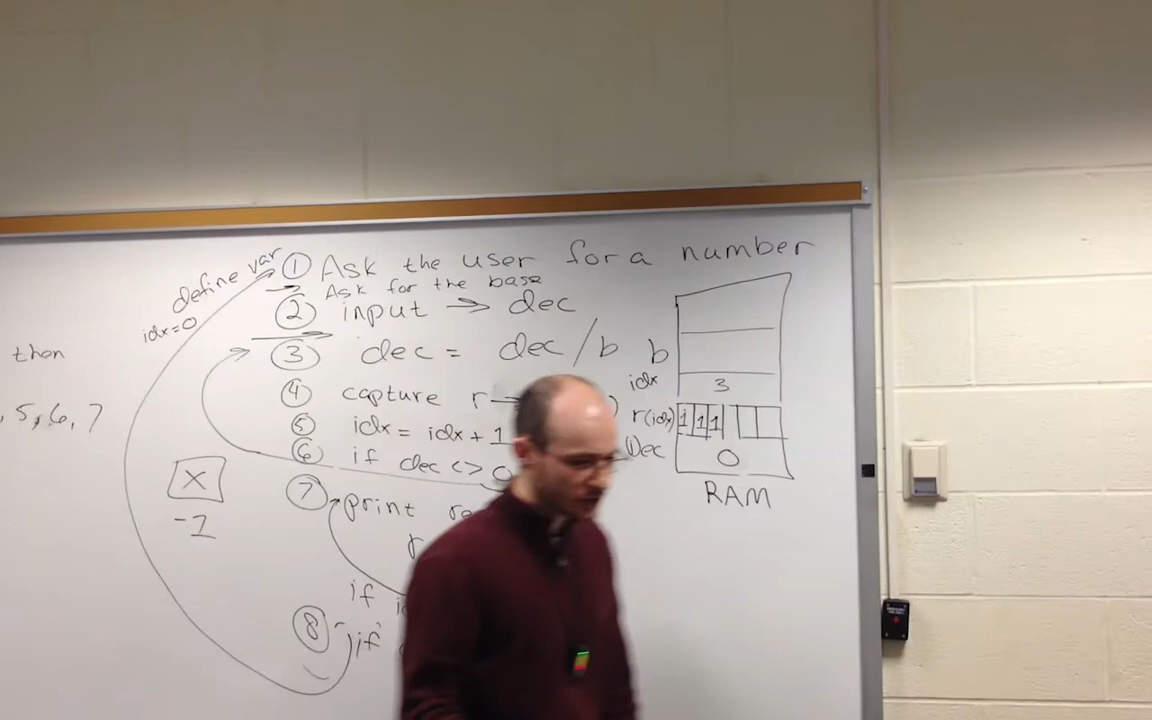 define var
idx=0
① Ask the user for a number
Ask for the base
② input → dec
③ dec = dec/b
④ capture r→
⑤ idx = idx + 1
⑥ if dec <> 0
⑦ print
if
⑧ if
then
, 5, 6, 7
X
-1
b
idx 3
r(idx) 1 1 1
Dec 0
RAM